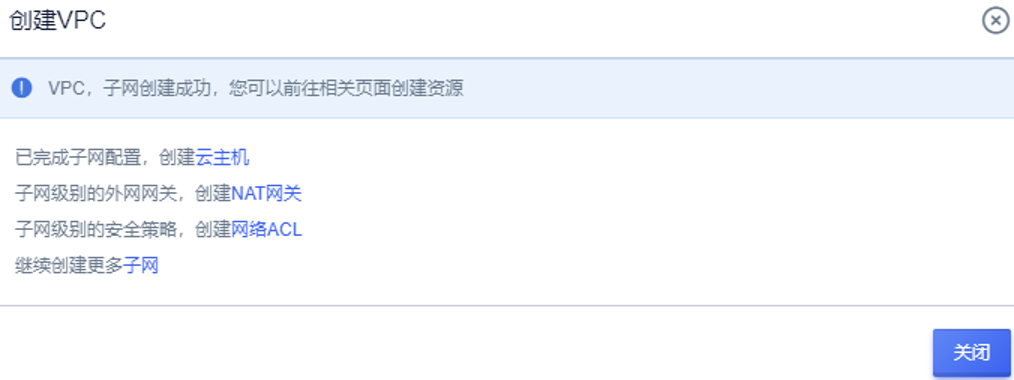 创建VPC
VPC，子网创建成功，您可以前往相关页面创建资源
已完成子网配置，创建云主机
子网级别的外网网关，创建NAT网关
子网级别的安全策略，创建网络ACL
继续创建更多子网
关闭